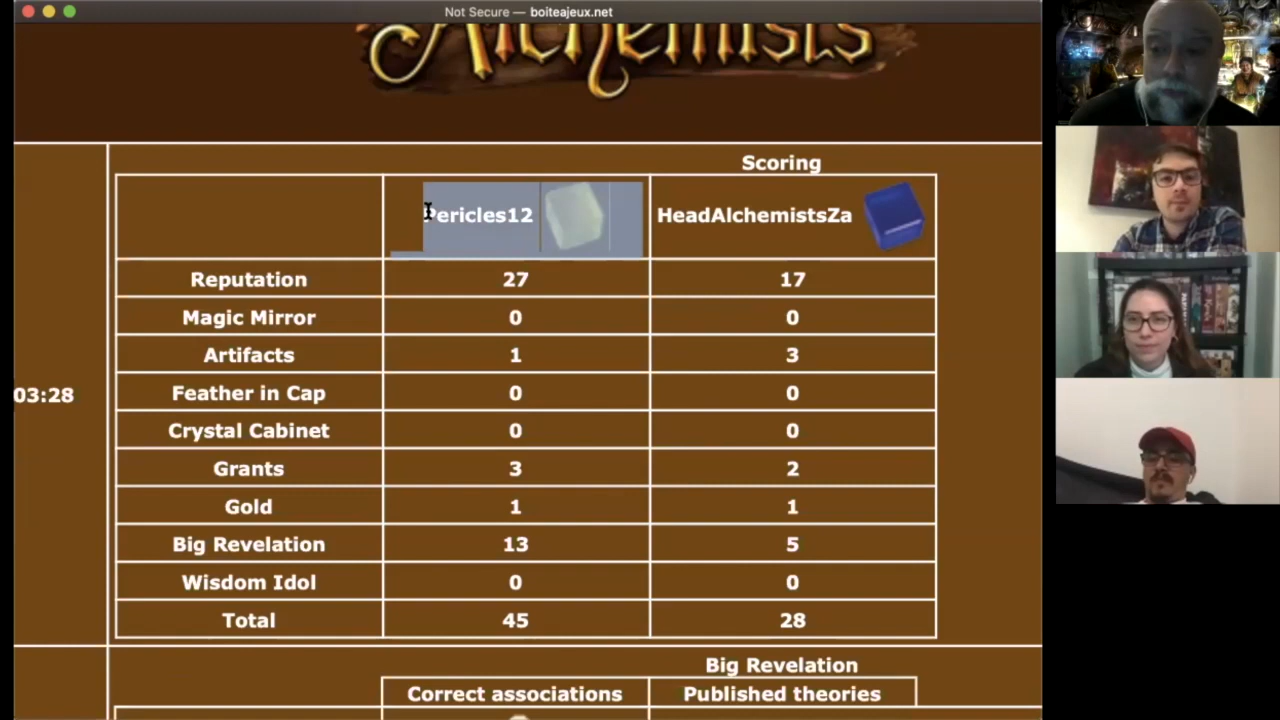 Not Secure — boiteajeux.net
Alchemists
Scoring
Pericles12 HeadAlchemistsZa
Reputation 27 17
Magic Mirror 0 0
Artifacts 1 3
03:28
Feather in Cap 0 0
Crystal Cabinet 0 0
Grants 3 2
Gold 1 1
Big Revelation 13 5
Wisdom Idol 0 0
Total 45 28
Big Revelation
Correct associations Published theories